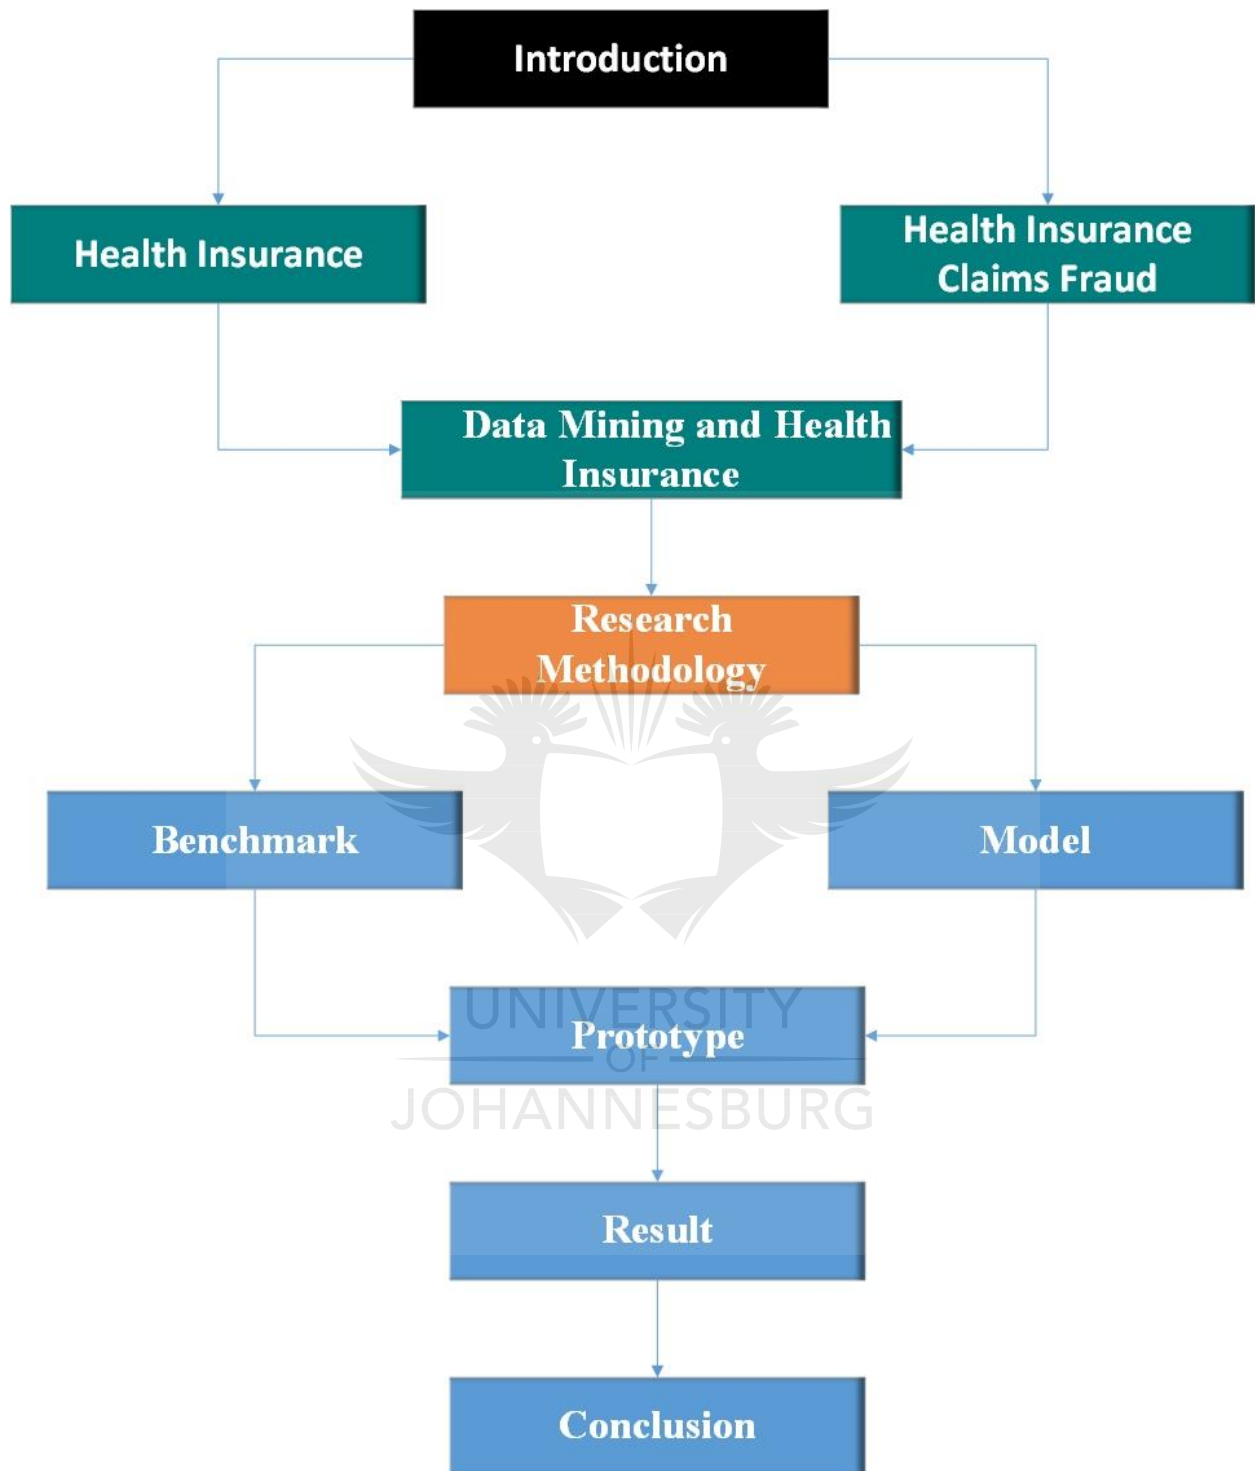 Introduction
Health Insurance
Health Insurance
Claims Fraud
Data Mining and Health
Insurance
Research
Methodology
Benchmark
Model
UNIVERSITY
Prototype
OF
JOHANNESBURG
Result
Conclusion